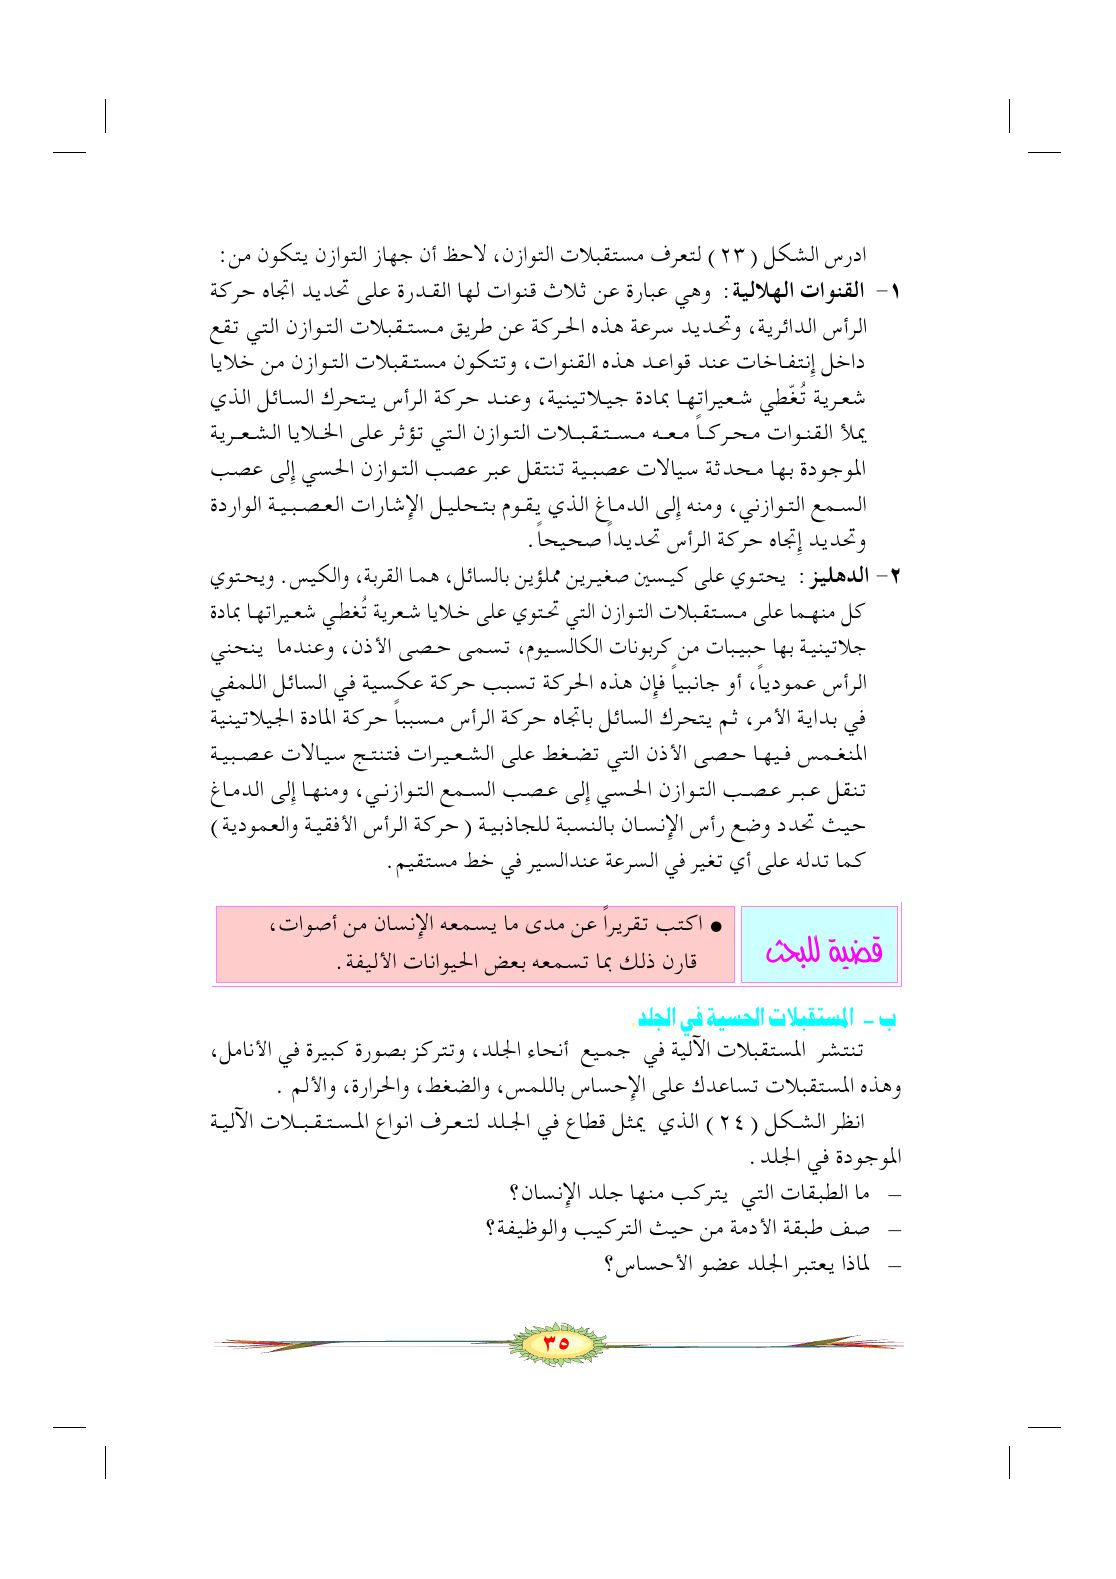 ادرس الشكل (٢٣) لتعرف مستقبلات التوازن، لاحظ أن جهاز التوازن يتكون من:
١- القنوات الهلالية: وهي عبارة عن ثلاث قنوات لها القدرة على تحديد اتجاه حركة
الرأس الدائرية، وتحديد سرعة هذه الحركة عن طريق مستقبلات التوازن التي تقع
داخل إنتفاخات عند قواعد هذه القنوات، وتتكون مستقبلات التوازن من خلايا
شعرية تُغّطي شعيراتها بمادة جيلاتينية، وعند حركة الرأس يتحرك السائل الذي
يملأ القنوات محركاً معه مستقبلات التوازن التي تؤثر على الخلايا الشعرية
الموجودة بها محدثة سيالات عصبية تنتقل عبر عصب التوازن الحسي إلى عصب
السمع التوازني، ومنه إلى الدماغ الذي يقوم بتحليل الإشارات العصبية الواردة
وتحديد إتجاه حركة الرأس تحديداً صحيحاً.
٢- الدهليز: يحتوي على كيسين صغيرين مملؤين بالسائل، هما القربة، والكيس. ويحتوي
كل منهما على مستقبلات التوازن التي تحتوي على خلايا شعرية تُغطي شعيراتها بمادة
جلاتينية بها حبيبات من كربونات الكالسيوم، تسمى حصى الأذن، وعندما ينحني
الرأس عمودياً، أو جانبياً فإن هذه الحركة تسبب حركة عكسية في السائل اللمفي
في بداية الأمر، ثم يتحرك السائل باتجاه حركة الرأس مسبباً حركة المادة الجيلاتينية
المنغمس فيها حصى الأذن التي تضغط على الشعيرات فتنتج سيالات عصبية
تنقل عبر عصب التوازن الحسي إلى عصب السمع التوازني، ومنها إلى الدماغ
حيث تحدد وضع رأس الإنسان بالنسبة للجاذبية (حركة الرأس الأفقية والعمودية)
كما تدله على أي تغير في السرعة عندالسير في خط مستقيم.
قضية للبحث
● اكتب تقريراً عن مدى ما يسمعه الإنسان من أصوات،
قارن ذلك بما تسمعه بعض الحيوانات الأليفة.
ب - المستقبلات الحسية في الجلد
تنتشر المستقبلات الآلية في جميع أنحاء الجلد، وتتركز بصورة كبيرة في الأنامل،
وهذه المستقبلات تساعدك على الإحساس باللمس، والضغط، والحرارة، والألم .
انظر الشكل (٢٤) الذي يمثل قطاع في الجلد لتعرف انواع المستقبلات الآلية
الموجودة في الجلد .
– ما الطبقات التي يتركب منها جلد الإنسان؟
– صف طبقة الأدمة من حيث التركيب والوظيفة؟
– لماذا يعتبر الجلد عضو الأحساس؟
٣٥